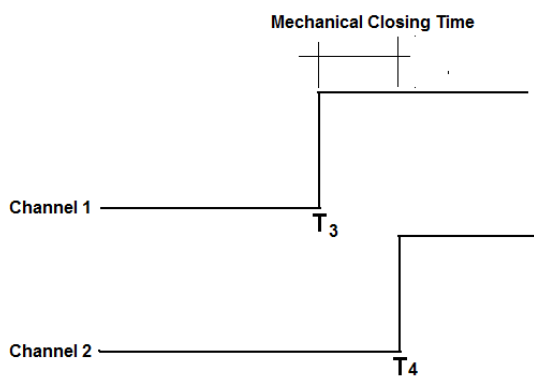 Mechanical Closing Time
Channel 1
T3
Channel 2
T4